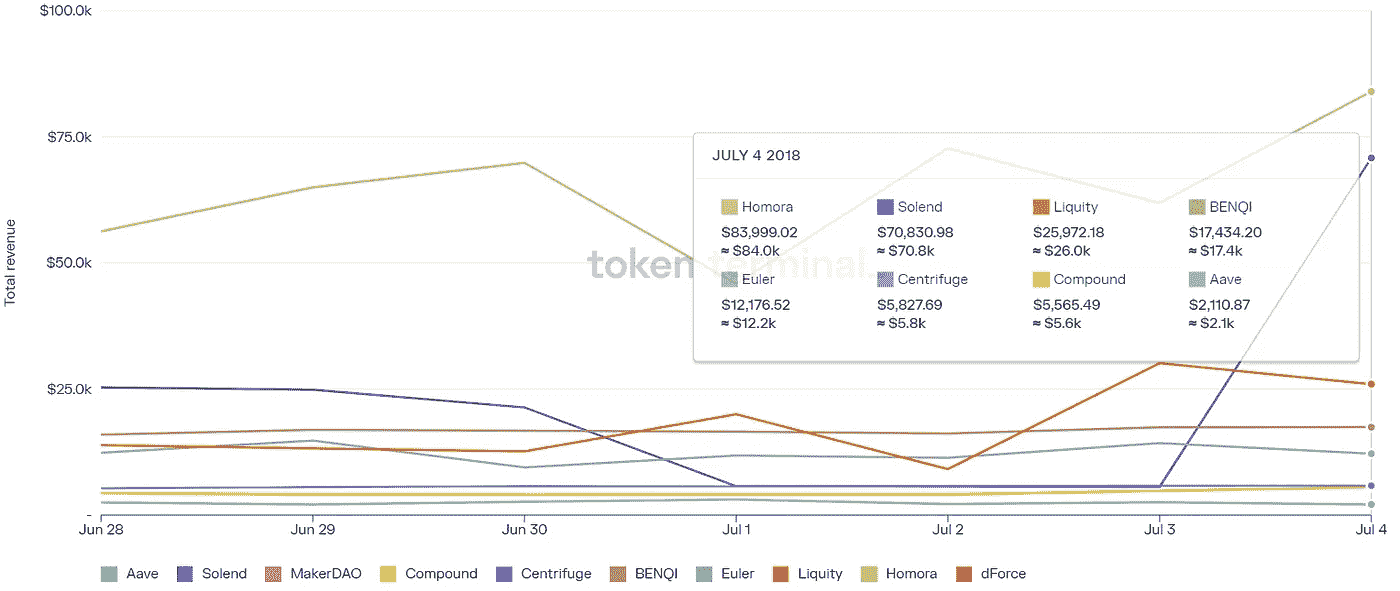 $100.0k
$75.0k
$50.0k
$25.0k
-
Total revenue
token terminal
JULY 4 2018
Homora Solend Liquity BENQI
$83,999.02 $70,830.98 $25,972.18 $17,434.20
≈ $84.0k ≈ $70.8k ≈ $26.0k ≈ $17.4k
Euler Centrifuge Compound Aave
$12,176.52 $5,827.69 $5,565.49 $2,110.87
≈ $12.2k ≈ $5.8k ≈ $5.6k ≈ $2.1k
Jun 28 Jun 29 Jun 30 Jul 1 Jul 2 Jul 3 Jul 4
Aave Solend MakerDAO Compound Centrifuge BENQI Euler Liquity Homora dForce